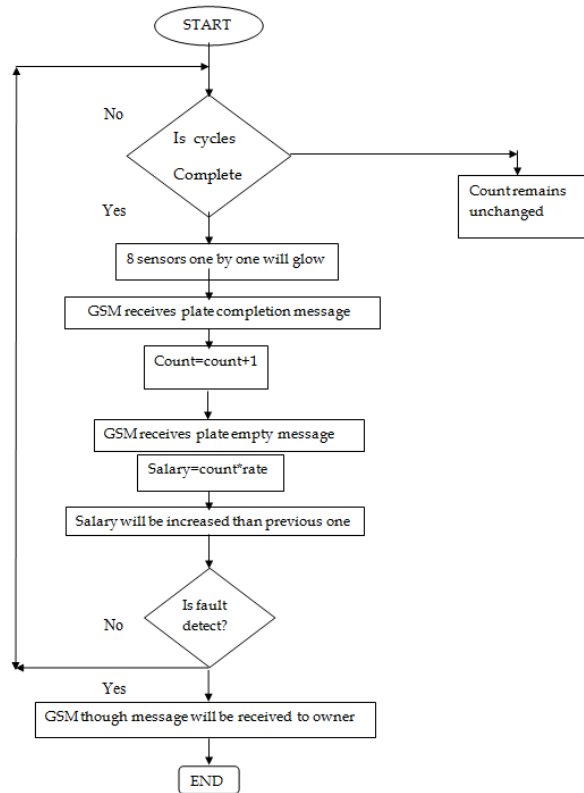 START
No
Is cycles
Complete
Yes
Count remains
unchanged
8 sensors one by one will glow
GSM receives plate completion message
Count=count+1
GSM receives plate empty message
Salary=count*rate
Salary will be increased than previous one
Is fault
detect?
No
Yes
GSM though message will be received to owner
END